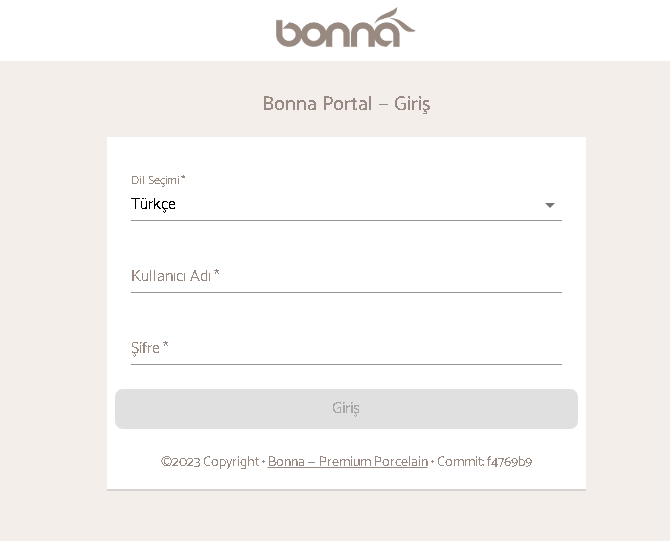 bonna
Bonna Portal – Giriş
Dil Seçimi *
Türkçe
Kullanıcı Adı *
Şifre *
Giriş
©2023 Copyright • Bonna – Premium Porcelain • Commit: f4769b9